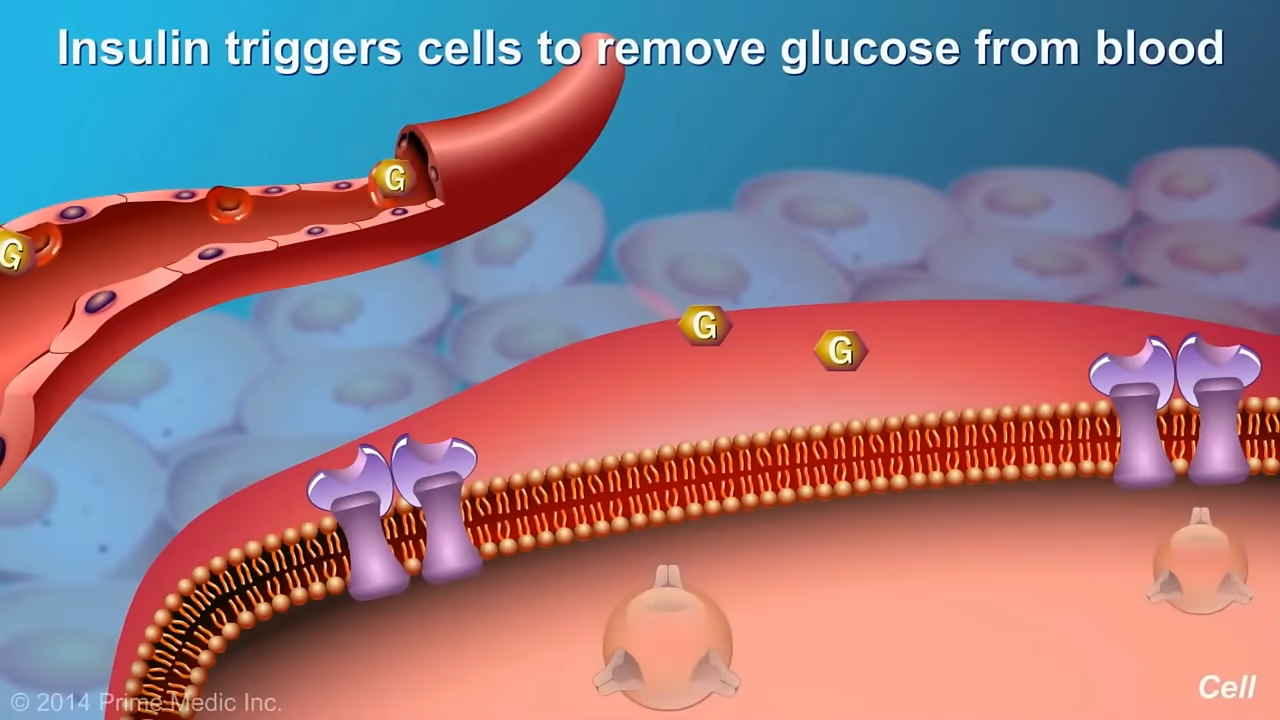 Insulin triggers cells to remove glucose from blood
G
G
G
G
Cell
© 2014 Prime Medic Inc.